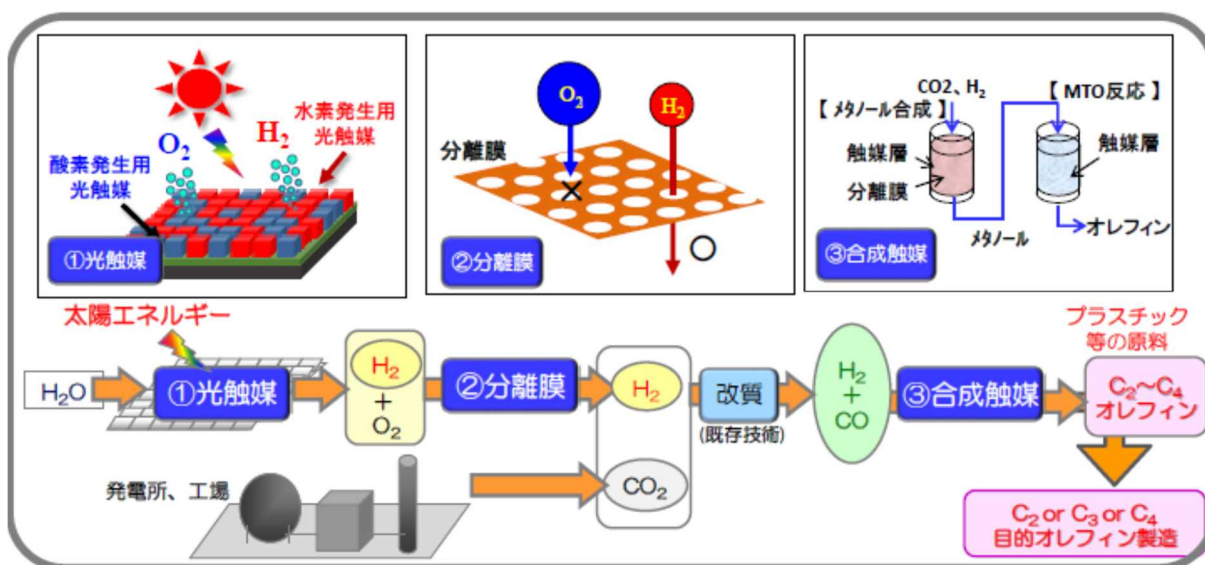 水素発生用
光触媒
O₂
H₂
酸素発生用
光触媒
①光触媒
O₂
H₂
分離膜
×
○
②分離膜
CO2、H₂
【 ﾒﾀﾉｰﾙ合成 】
【 MTO反応 】
触媒層
分離膜
触媒層
ﾒﾀﾉｰﾙ
オレフィン
③合成触媒
太陽エネルギー
H₂O
①光触媒
H₂
+
O₂
②分離膜
H₂
改質
(既存技術)
H₂
+
CO
③合成触媒
プラスチック
等の原料
C₂～C₄
オレフィン
発電所、工場
CO₂
C₂ or C₃ or C₄
目的オレフィン製造